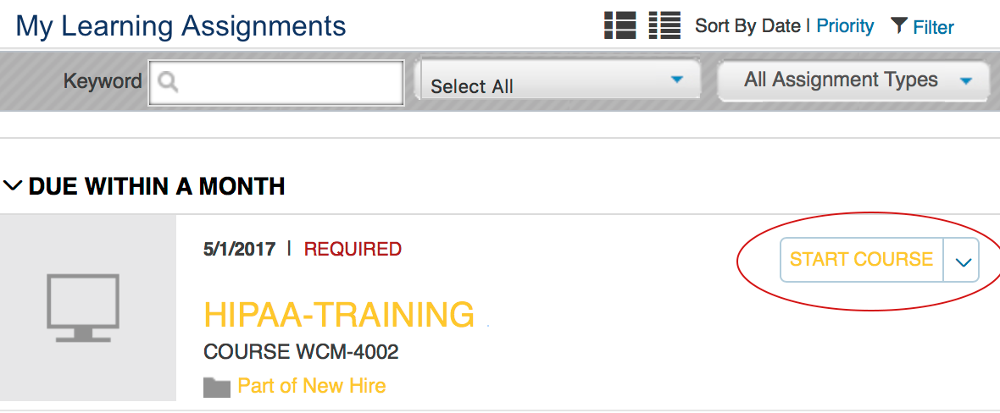 My Learning Assignments
Sort By Date | Priority
Filter
Keyword
Select All
All Assignment Types
DUE WITHIN A MONTH
5/1/2017 | REQUIRED
START COURSE
HIPAA-TRAINING
COURSE WCM-4002
Part of New Hire